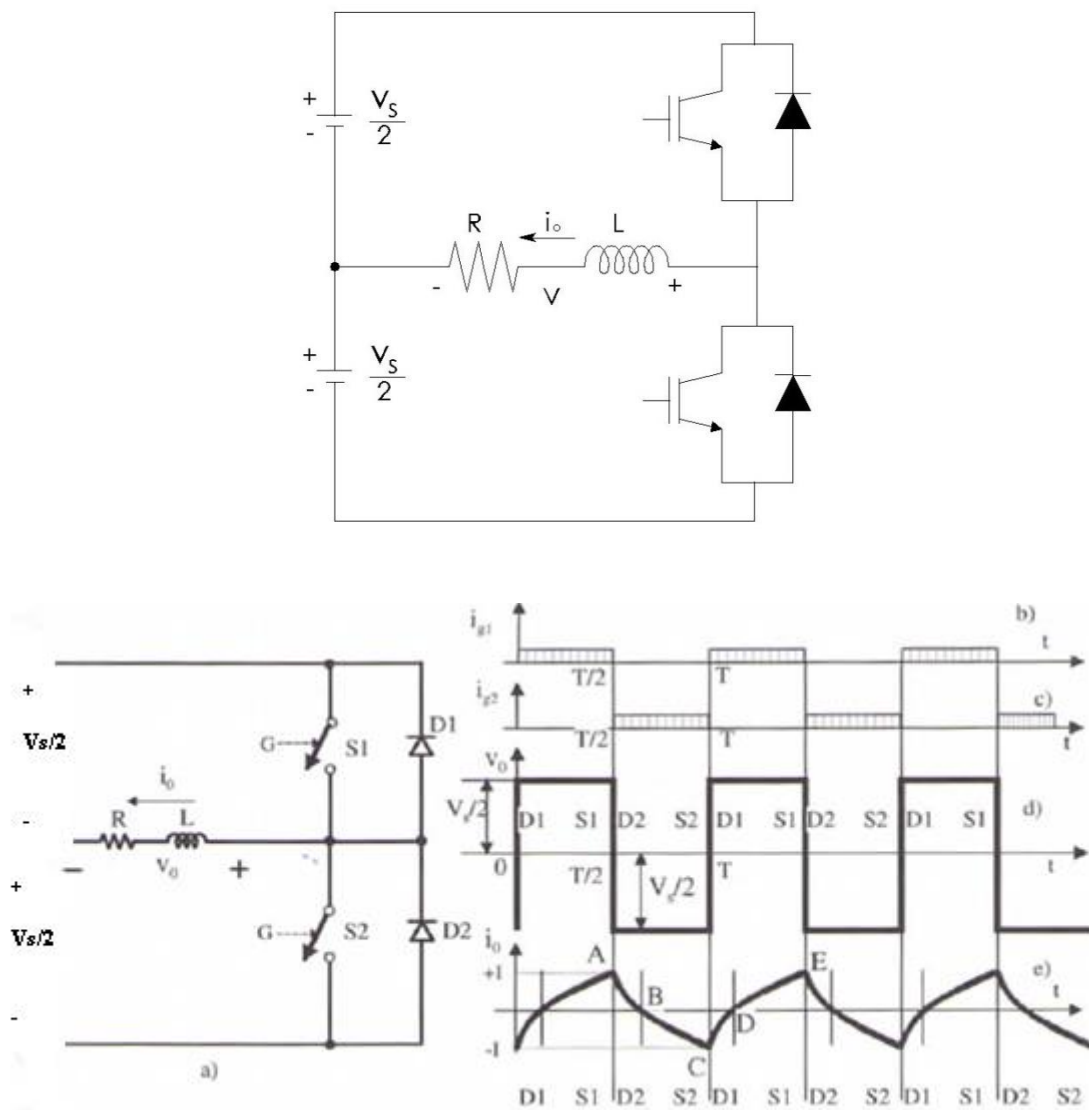 + V_S
- 2
R i_o L
- V +
+ V_S
- 2
i_g1 b)
T/2 T t
i_g2 c)
T/2 T t
+
Vs/2
-
G S1 D1
i_0
R L
- v_0 +
+
Vs/2
-
G S2 D2
a)
v_0
V_s/2 D1 S1 D2 S2 D1 S1 D2 S2 D1 S1 d)
0 T/2 T t
V_s/2
i_0 A E e)
+I B t
D
-I C
D1 S1 D2 S2 D1 S1 D2 S2 D1 S1 D2 S2